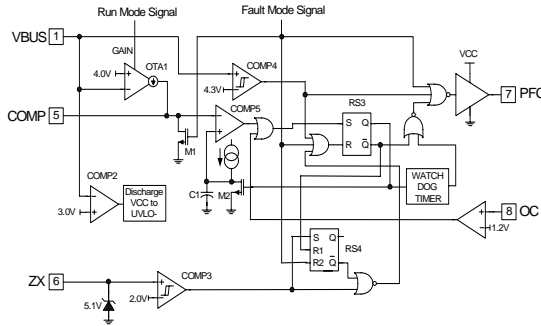 Run Mode Signal
Fault Mode Signal
VBUS 1
GAIN
OTA1
4.0V
COMP4
4.3V
VCC
7 PFC
COMP 5
COMP5
RS3
S Q
R Q
M1
C1
M2
WATCH
DOG
TIMER
COMP2
3.0V
Discharge
VCC to
UVLO-
8 OC
1.2V
S Q
R1
R2 Q
RS4
ZX 6
COMP3
5.1V
2.0V